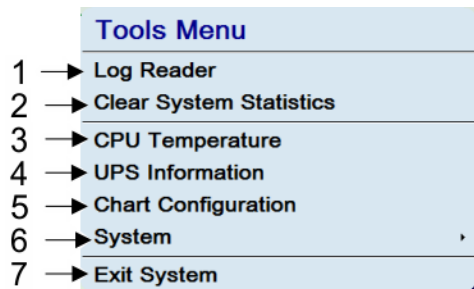 Tools Menu
1 Log Reader
2 Clear System Statistics
3 CPU Temperature
4 UPS Information
5 Chart Configuration
6 System
7 Exit System